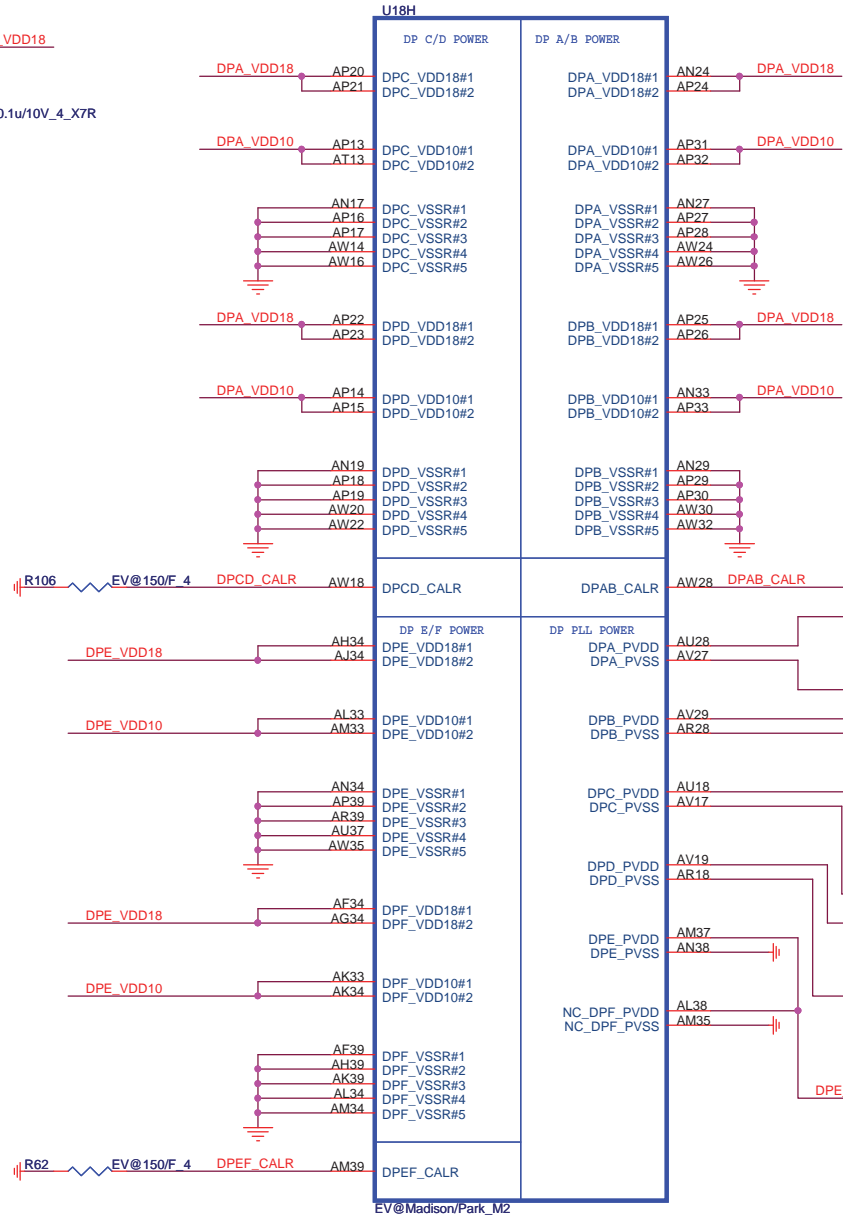 U18H
_VDD18
DP C/D POWER DP A/B POWER
DPA_VDD18 AP20 DPC_VDD18#1 DPA_VDD18#1 AN24 DPA_VDD18
AP21 DPC_VDD18#2 DPA_VDD18#2 AP24
0.1u/10V_4_X7R
DPA_VDD10 AP13 DPC_VDD10#1 DPA_VDD10#1 AP31 DPA_VDD10
AT13 DPC_VDD10#2 DPA_VDD10#2 AP32
AN17 DPC_VSSR#1 DPA_VSSR#1 AN27
AP16 DPC_VSSR#2 DPA_VSSR#2 AP27
AP17 DPC_VSSR#3 DPA_VSSR#3 AP28
AW14 DPC_VSSR#4 DPA_VSSR#4 AW24
AW16 DPC_VSSR#5 DPA_VSSR#5 AW26
DPA_VDD18 AP22 DPD_VDD18#1 DPB_VDD18#1 AP25 DPA_VDD18
AP23 DPD_VDD18#2 DPB_VDD18#2 AP26
DPA_VDD10 AP14 DPD_VDD10#1 DPB_VDD10#1 AN33 DPA_VDD10
AP15 DPD_VDD10#2 DPB_VDD10#2 AP33
AN19 DPD_VSSR#1 DPB_VSSR#1 AN29
AP18 DPD_VSSR#2 DPB_VSSR#2 AP29
AP19 DPD_VSSR#3 DPB_VSSR#3 AP30
AW20 DPD_VSSR#4 DPB_VSSR#4 AW30
AW22 DPD_VSSR#5 DPB_VSSR#5 AW32
R106 EV@150/F_4 DPCD_CALR AW18 DPCD_CALR DPAB_CALR AW28 DPAB_CALR
DP E/F POWER DP PLL POWER
AH34 DPE_VDD18#1 DPA_PVDD AU28
DPE_VDD18 AJ34 DPE_VDD18#2 DPA_PVSS AV27
AL33 DPE_VDD10#1 DPB_PVDD AV29
DPE_VDD10 AM33 DPE_VDD10#2 DPB_PVSS AR28
AN34 DPE_VSSR#1 DPC_PVDD AU18
AP39 DPE_VSSR#2 DPC_PVSS AV17
AR39 DPE_VSSR#3
AU37 DPE_VSSR#4
AW35 DPE_VSSR#5
DPD_PVDD AV19
DPD_PVSS AR18
AF34 DPF_VDD18#1
DPE_VDD18 AG34 DPF_VDD18#2
DPE_PVDD AM37
DPE_PVSS AN38
AK33 DPF_VDD10#1
DPE_VDD10 AK34 DPF_VDD10#2
NC_DPF_PVDD AL38
NC_DPF_PVSS AM35
AF39 DPF_VSSR#1
AH39 DPF_VSSR#2
AK39 DPF_VSSR#3
AL34 DPF_VSSR#4
AM34 DPF_VSSR#5
DPE
R62 EV@150/F_4 DPEF_CALR AM39 DPEF_CALR
EV@Madison/Park_M2